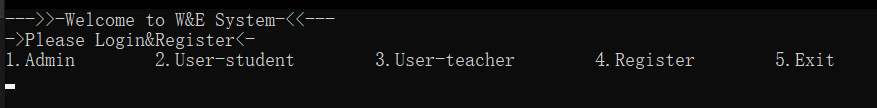 --->>-Welcome to W&E System-<<---
->Please Login&Register<-
1.Admin        2.User-student        3.User-teacher        4.Register        5.Exit